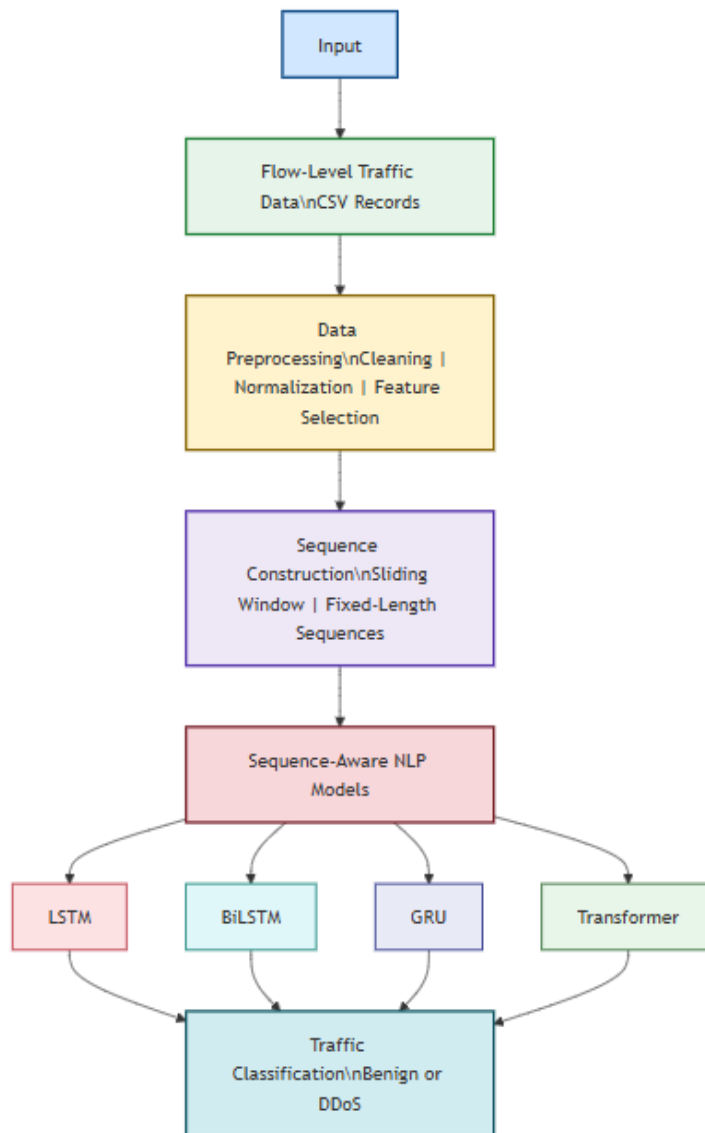 Input
Flow-Level Traffic
Data\nCSV Records
Data
Preprocessing\nCleaning |
Normalization | Feature
Selection
Sequence
Construction\nSliding
Window | Fixed-Length
Sequences
Sequence-Aware NLP
Models
LSTM
BiLSTM
GRU
Transformer
Traffic
Classification\nBenign or
DDoS